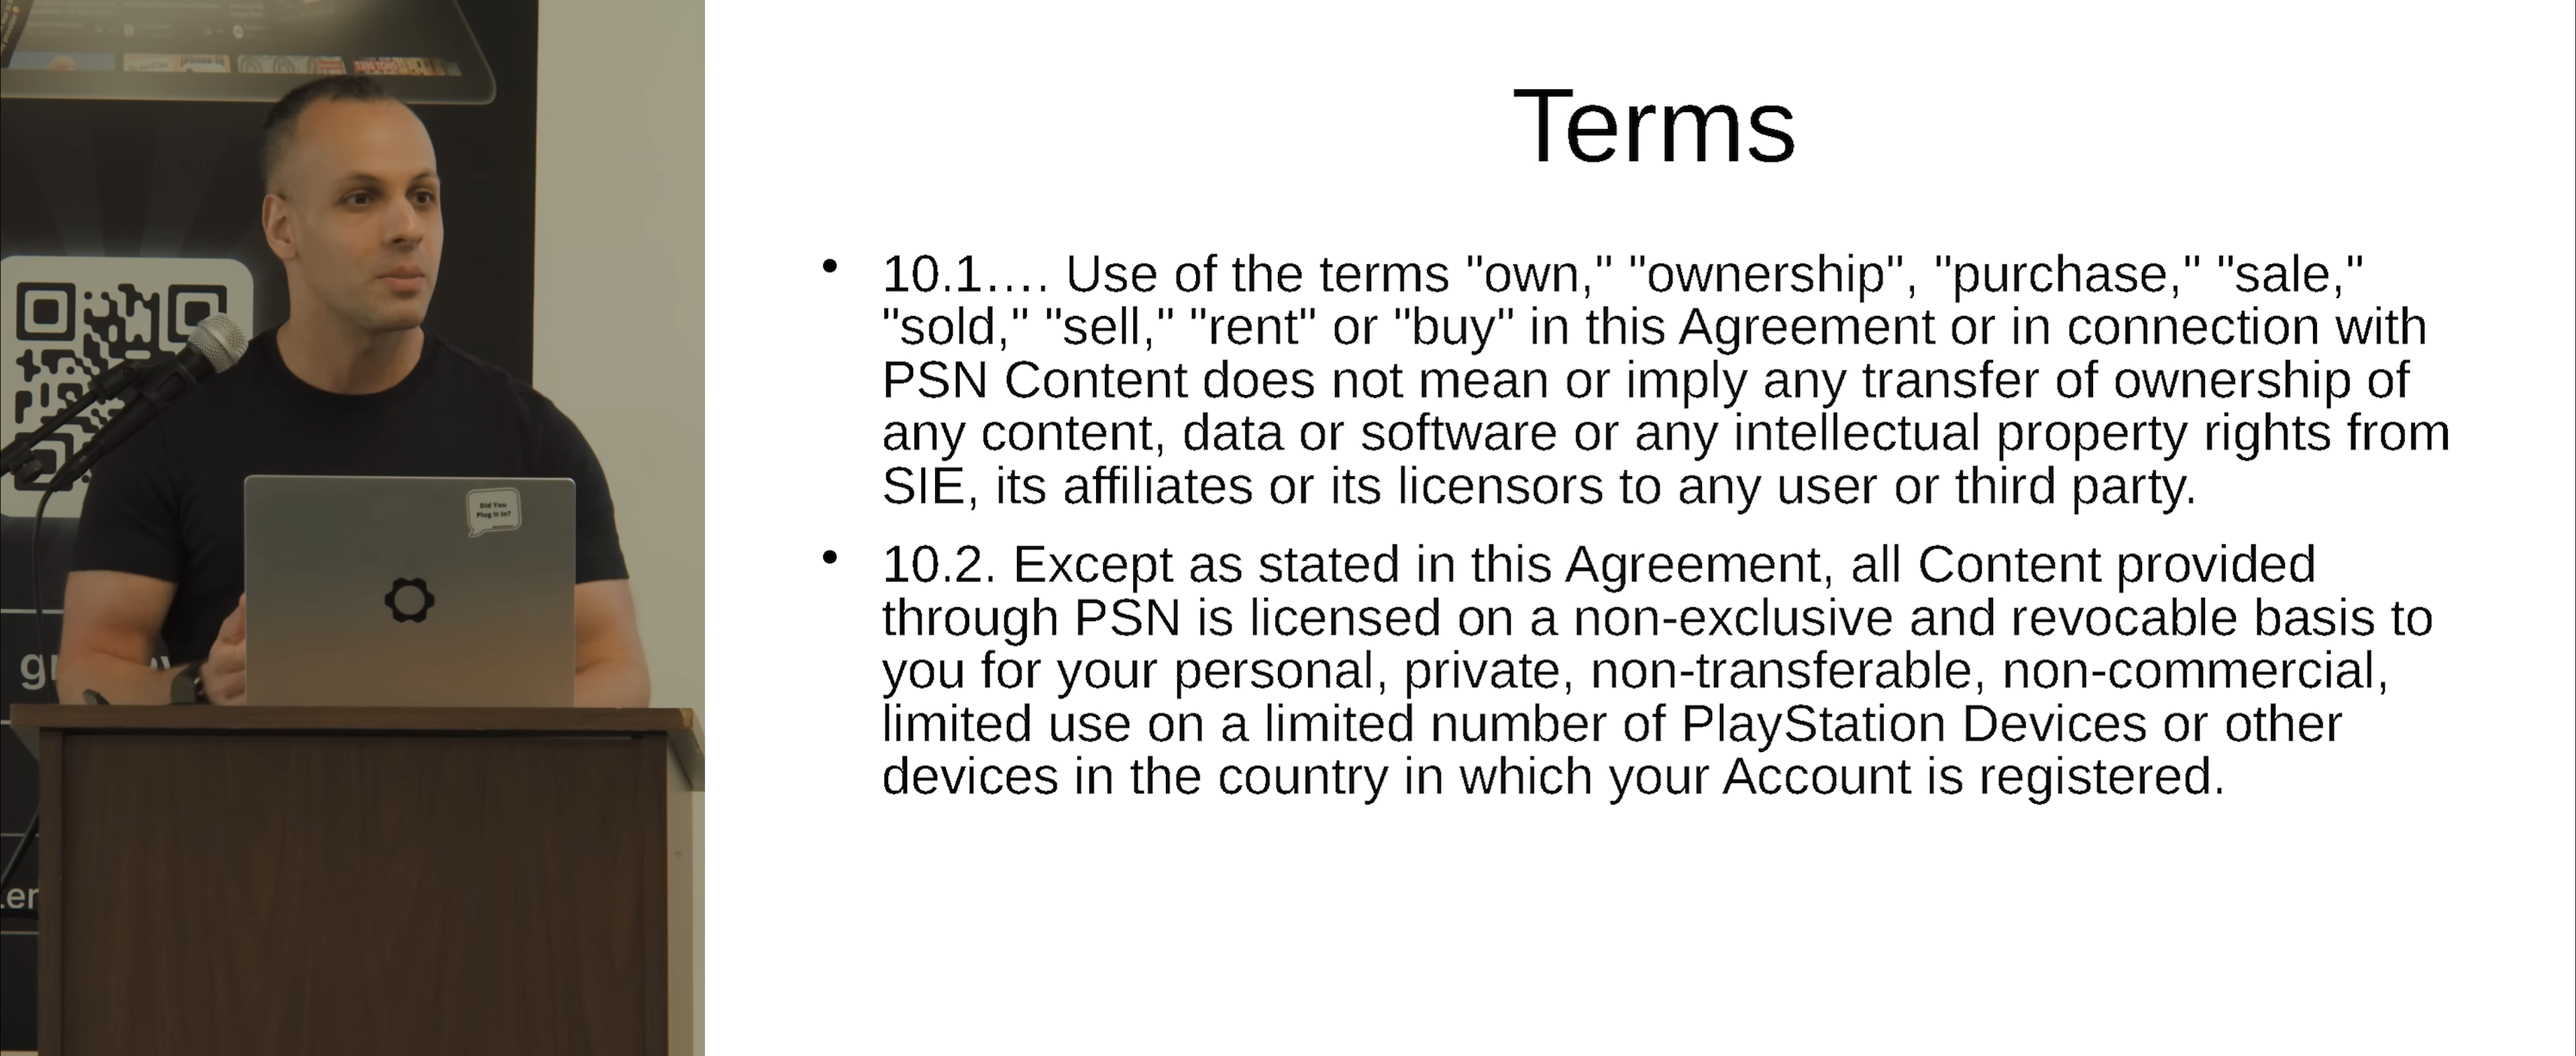 Terms
• 10.1.... Use of the terms "own," "ownership", "purchase," "sale,"
"sold," "sell," "rent" or "buy" in this Agreement or in connection with
PSN Content does not mean or imply any transfer of ownership of
any content, data or software or any intellectual property rights from
SIE, its affiliates or its licensors to any user or third party.
• 10.2. Except as stated in this Agreement, all Content provided
through PSN is licensed on a non-exclusive and revocable basis to
you for your personal, private, non-transferable, non-commercial,
limited use on a limited number of PlayStation Devices or other
devices in the country in which your Account is registered.
Did You
Plug It In?